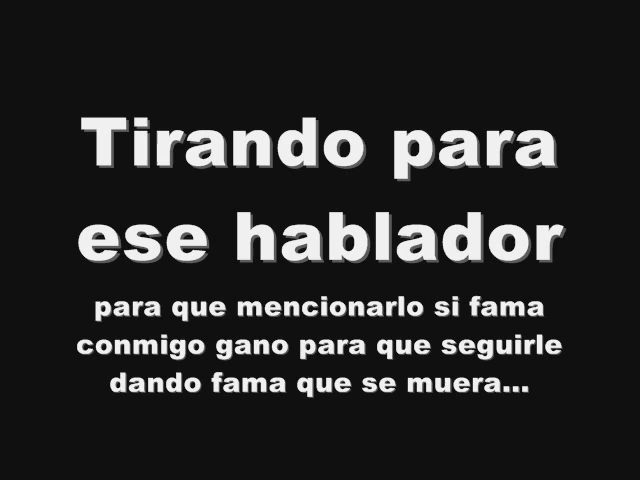 Tirando para
ese hablador
para que mencionarlo si fama
conmigo gano para que seguirle
dando fama que se muera...